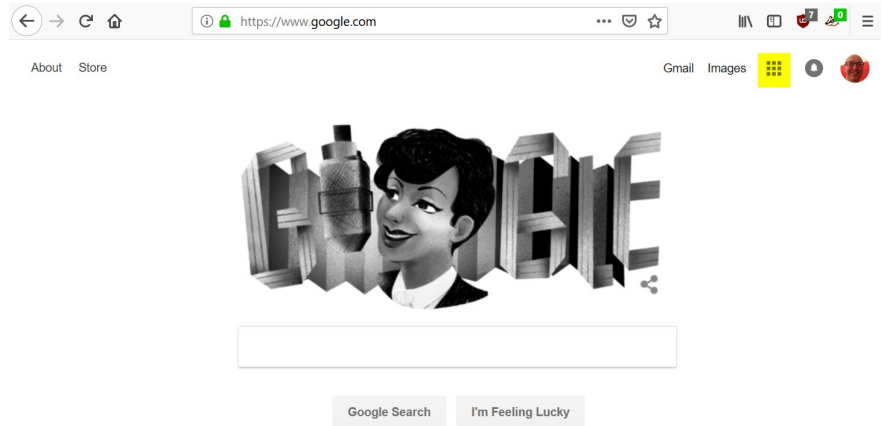 https://www.google.com
7
0
About Store
Gmail Images
Google Search
I'm Feeling Lucky